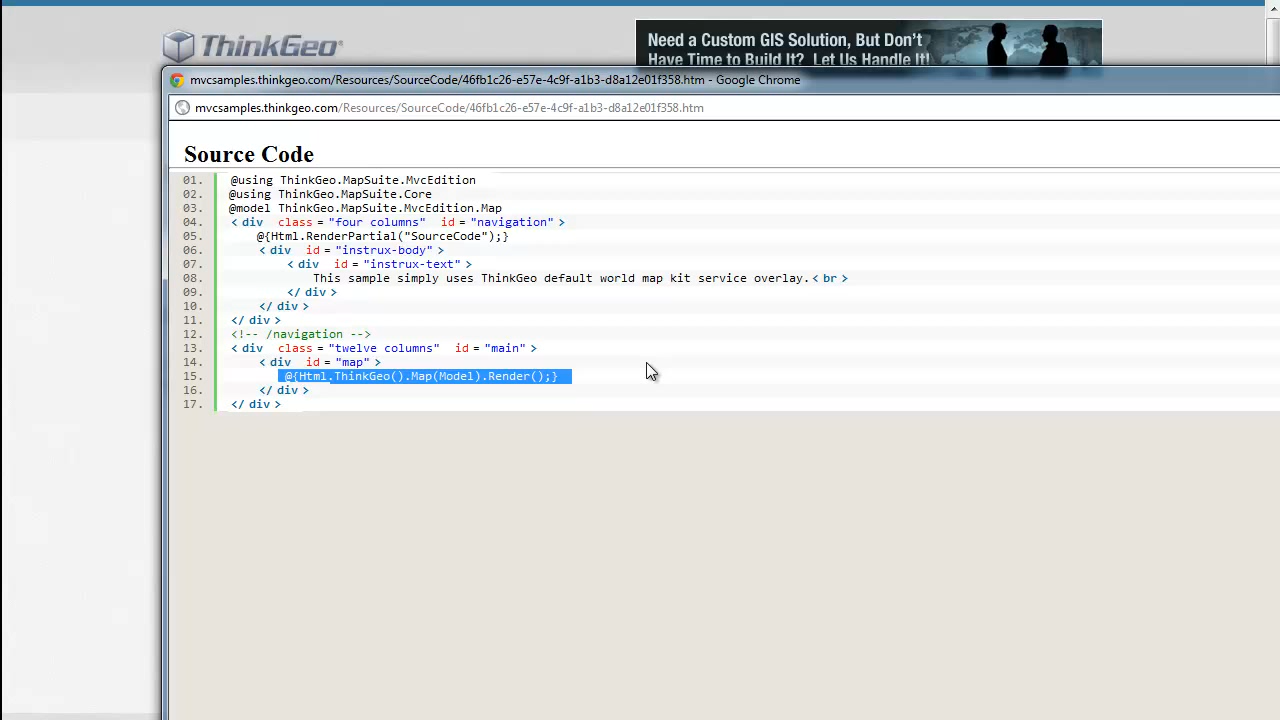 ThinkGeo
Need a Custom GIS Solution, But Don't
Have Time to Build It? Let Us Handle It!
mvcsamples.thinkgeo.com/Resources/SourceCode/46fb1c26-e57e-4c9f-a1b3-d8a12e01f358.htm - Google Chrome
mvcsamples.thinkgeo.com/Resources/SourceCode/46fb1c26-e57e-4c9f-a1b3-d8a12e01f358.htm
Source Code
01. @using ThinkGeo.MapSuite.MvcEdition
02. @using ThinkGeo.MapSuite.Core
03. @model ThinkGeo.MapSuite.MvcEdition.Map
04. <div class="four columns" id="navigation">
05. @{Html.RenderPartial("SourceCode");}
06. <div id="instrux-body">
07. <div id="instrux-text">
08. This sample simply uses ThinkGeo default world map kit service overlay.<br>
09. </div>
10. </div>
11. </div>
12. <!-- /navigation -->
13. <div class="twelve columns" id="main">
14. <div id="map">
15. @{Html.ThinkGeo().Map(Model).Render();}
16. </div>
17. </div>